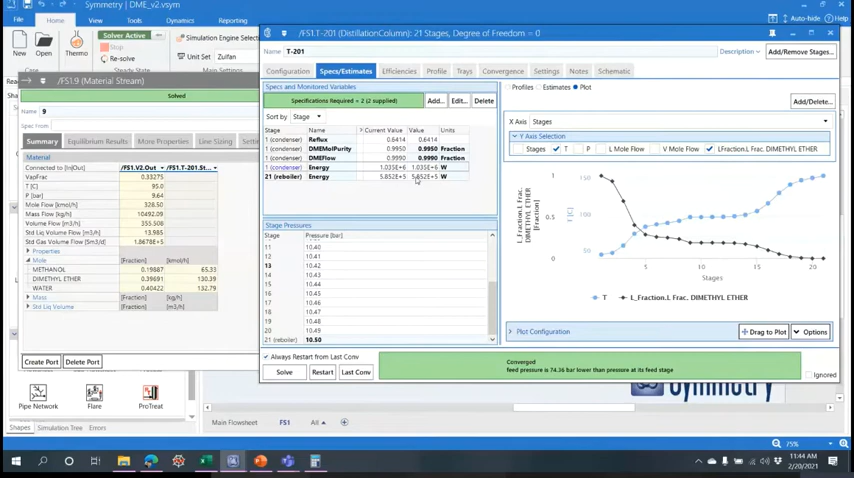 Symmetry - DME_v2.vsym
File
Home
View
Tools
Dynamics
Reporting
New
Open
Thermo
Solver Active
Stop
Re-solve
Simulation Engine Selec
Unit Set
Zulfan
Main Settings
Case
Steady State
Auto-hide
Help
/FS1.T-201 (DistillationColumn): 21 Stages, Degree of Freedom = 0
Name
T-201
Description
Add/Remove Stages...
Configuration
Specs/Estimates
Efficiencies
Profile
Trays
Convergence
Settings
Notes
Schematic
/FS1.9 (Material Stream)
Solved
Name
9
Spec From
Summary
Equilibrium Results
More Properties
Line Sizing
Material
Connected to [In|Out]
/FS1.V2.Out
/FS1.T-201.St...
VapFrac
0.33275
T [C]
95.0
P [bar]
9.64
Mole Flow [kmol/h]
328.50
Mass Flow [kg/h]
10492.09
Volume Flow [m3/h]
355.508
Std Liq Volume Flow [m3/h]
13.985
Std Gas Volume Flow [Sm3/d]
1.8678E+5
Properties
Mole
[Fraction]
[kmol/h]
METHANOL
0.19887
65.33
DIMETHYL ETHER
0.39691
130.39
WATER
0.40422
132.79
Mass
[Fraction]
[kg/h]
Std Liq Volume
[Fraction]
[m3/h]
Create Port
Delete Port
Pipe Network
Flare
ProTreat
Shapes
Simulation Tree
Errors
Specs and Monitored Variables
Specifications Required = 2 (2 supplied)
Add...
Edit...
Delete
Sort by
Stage
Stage
Name
>
Current Value
Value
Units
1 (condenser)
Reflux
0.6414
0.6414
1 (condenser)
DMEMolPurity
0.9950
0.9950
Fraction
1 (condenser)
DMEFlow
0.9990
0.9990
Fraction
1 (condenser)
Energy
1.035E+6
1.035E+6
W
21 (reboiler)
Energy
5.852E+5
5.852E+5
W
Stage Pressures
Stage
Pressure [bar]
11
10.40
12
10.41
13
10.42
14
10.43
15
10.44
16
10.45
17
10.46
18
10.47
19
10.48
20
10.49
21 (reboiler)
10.50
Always Restart from Last Conv
Solve
Restart
Last Conv
Converged
feed pressure is 74.36 bar lower than pressure at its feed stage
Ignored
Profiles
Estimates
Plot
Add/Delete...
X Axis
Stages
Y Axis Selection
Stages
T
P
L Mole Flow
V Mole Flow
LFraction.L Frac. DIMETHYL ETHER
L_Fraction.L Frac.
DIMETHYL ETHER
[Fraction]
1
0.5
0
T [C]
150
100
50
5
10
15
20
Stages
T
L_Fraction.L Frac. DIMETHYL ETHER
Plot Configuration
Drag to Plot
Options
Symmetry
Main Flowsheet
FS1
All
75%
11:44 AM
2/20/2021